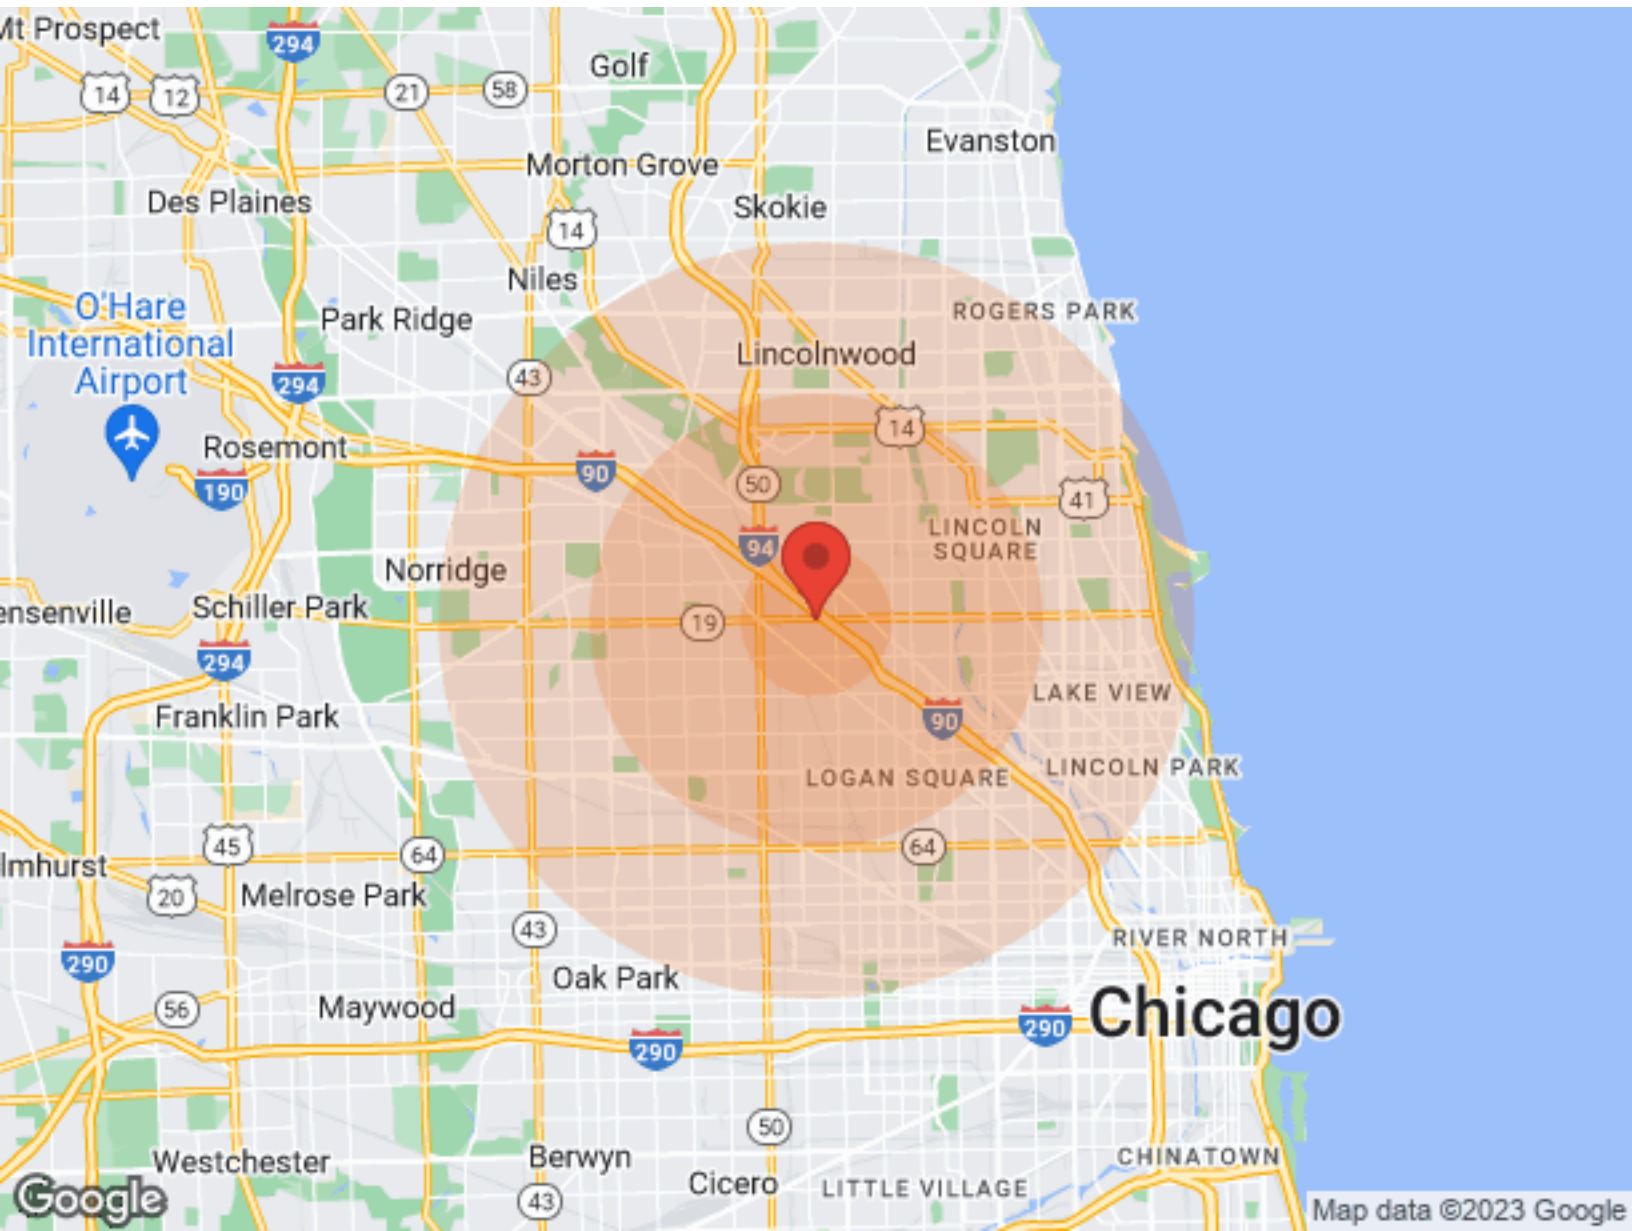 Mt Prospect
294
Golf
14
12
21
58
Evanston
Morton Grove
Des Plaines
Skokie
14
Niles
O'Hare
International
Airport
Park Ridge
ROGERS PARK
Lincolnwood
43
294
14
Rosemont
90
190
50
41
LINCOLN
SQUARE
94
Norridge
ensenville
Schiller Park
19
294
LAKE VIEW
Franklin Park
90
LOGAN SQUARE
LINCOLN PARK
45
64
64
lmhurst
20
Melrose Park
43
RIVER NORTH
290
Oak Park
56
Maywood
Chicago
290
290
50
Westchester
Berwyn
CHINATOWN
Cicero
LITTLE VILLAGE
43
Google
Map data ©2023 Google